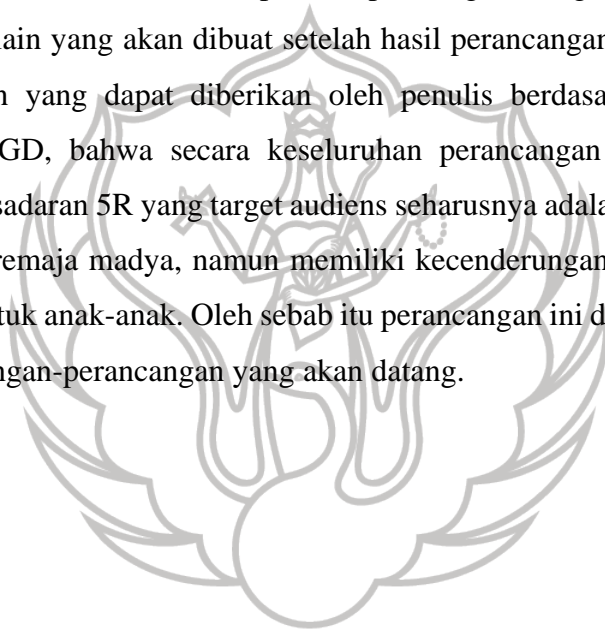 lain yang akan dibuat setelah hasil perancangan
yang dapat diberikan oleh penulis berdasa
GD, bahwa secara keseluruhan perancangan
sadaran 5R yang target audiens seharusnya adala
remaja madya, namun memiliki kecenderungan
tuk anak-anak. Oleh sebab itu perancangan ini d
ngan-perancangan yang akan datang.